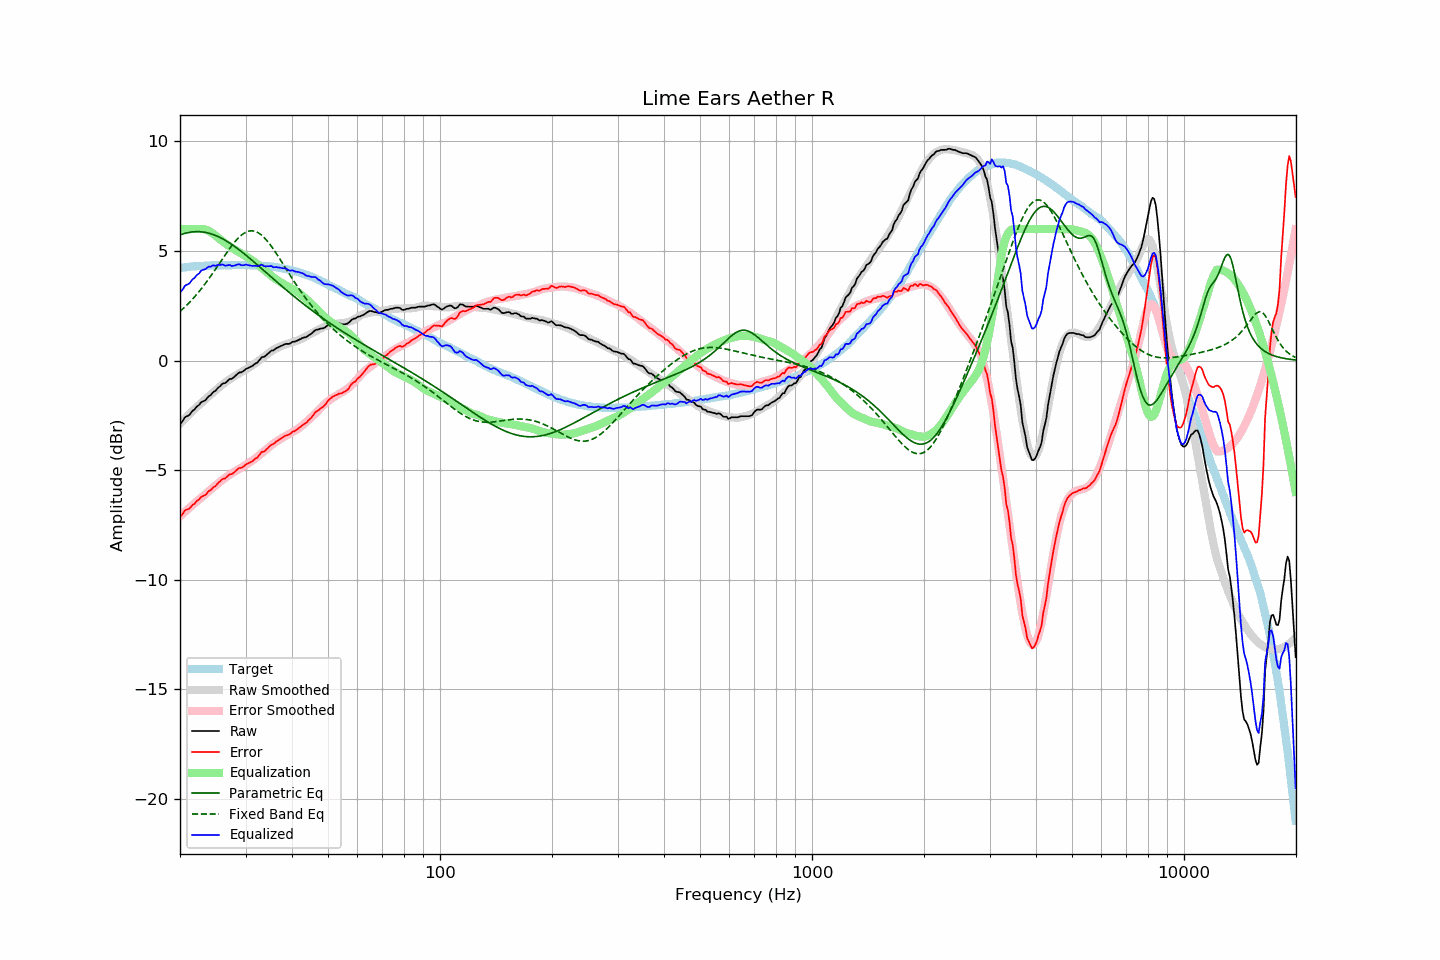 Lime Ears Aether R
10
5
0
−5
−10
−15
−20
Amplitude (dBr)
Target
Raw Smoothed
Error Smoothed
Raw
Error
Equalization
Parametric Eq
Fixed Band Eq
Equalized
100
1000
10000
Frequency (Hz)